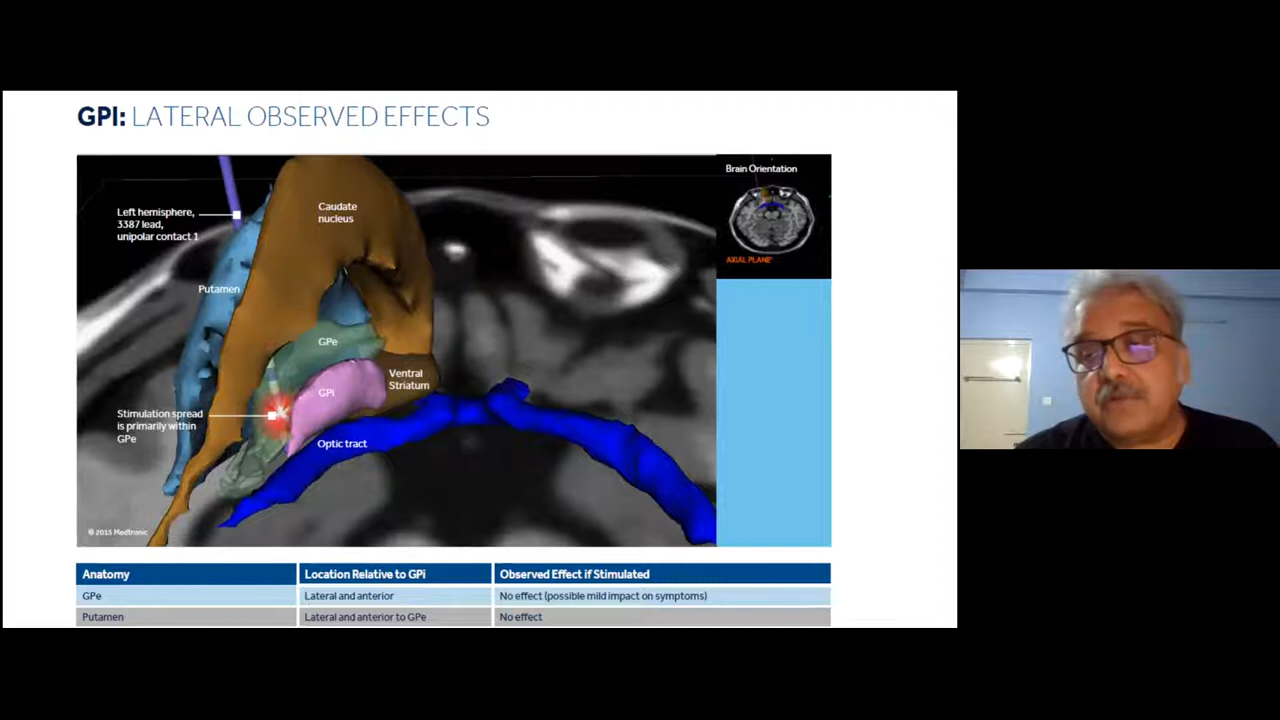 GPI: LATERAL OBSERVED EFFECTS
Brain Orientation
AXIAL PLANE
Left hemisphere,
3387 lead,
unipolar contact 1
Caudate
nucleus
Putamen
GPe
Ventral
Striatum
GPi
Stimulation spread
is primarily within
GPe
Optic tract
© 2015 Medtronic
Anatomy Location Relative to GPi Observed Effect if Stimulated
GPe Lateral and anterior No effect (possible mild impact on symptoms)
Putamen Lateral and anterior to GPe No effect